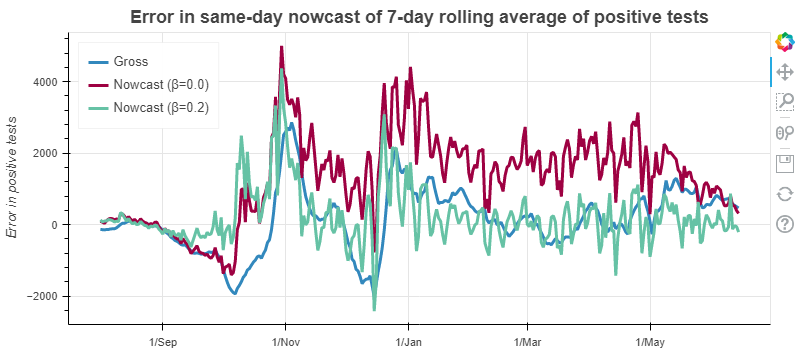 Error in same-day nowcast of 7-day rolling average of positive tests
Gross
Nowcast (β=0.0)
Nowcast (β=0.2)
Error in positive tests
4000
2000
0
−2000
1/Sep
1/Nov
1/Jan
1/Mar
1/May